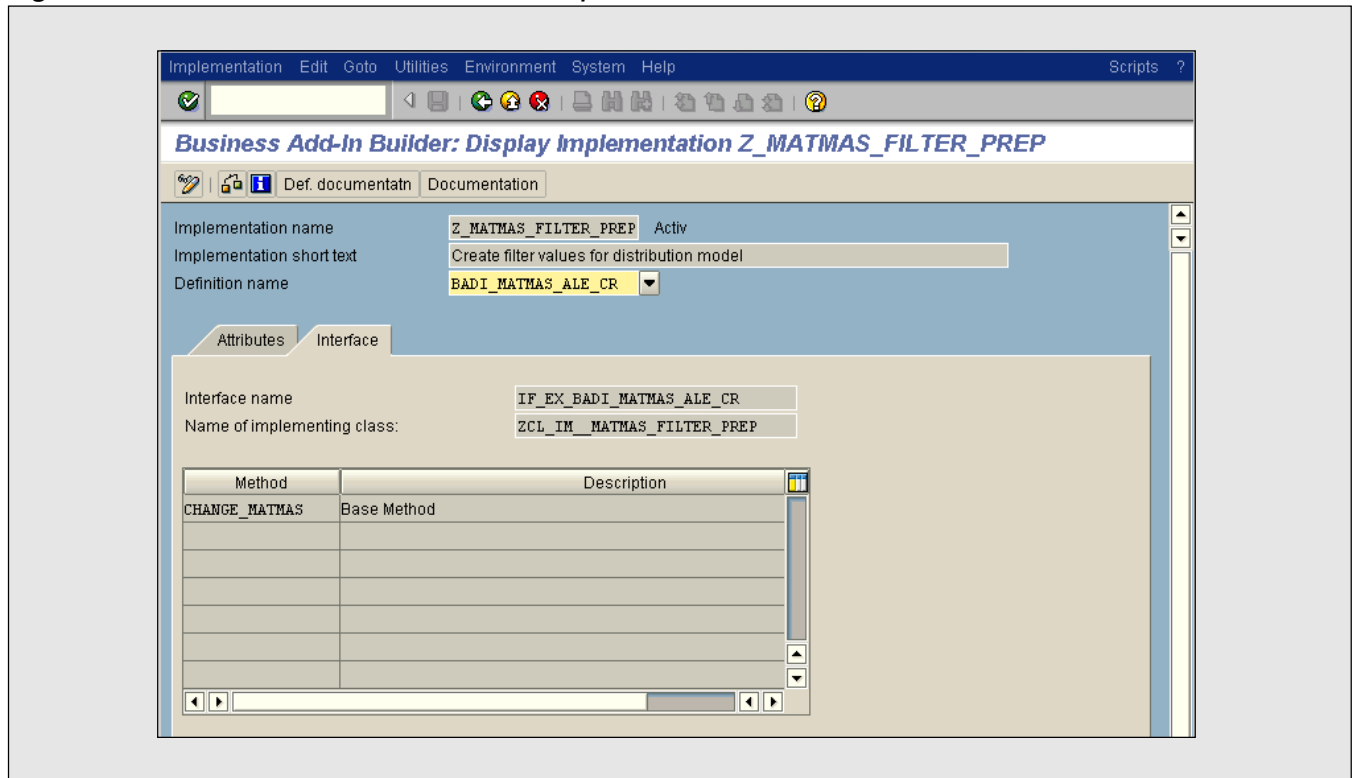 Implementation Edit Goto Utilities Environment System Help Scripts ?
Business Add-In Builder: Display Implementation Z_MATMAS_FILTER_PREP
Def. documentatn Documentation
Implementation name Z_MATMAS_FILTER_PREP Activ
Implementation short text Create filter values for distribution model
Definition name BADI_MATMAS_ALE_CR
Attributes Interface
Interface name IF_EX_BADI_MATMAS_ALE_CR
Name of implementing class: ZCL_IM__MATMAS_FILTER_PREP
Method Description
CHANGE_MATMAS Base Method